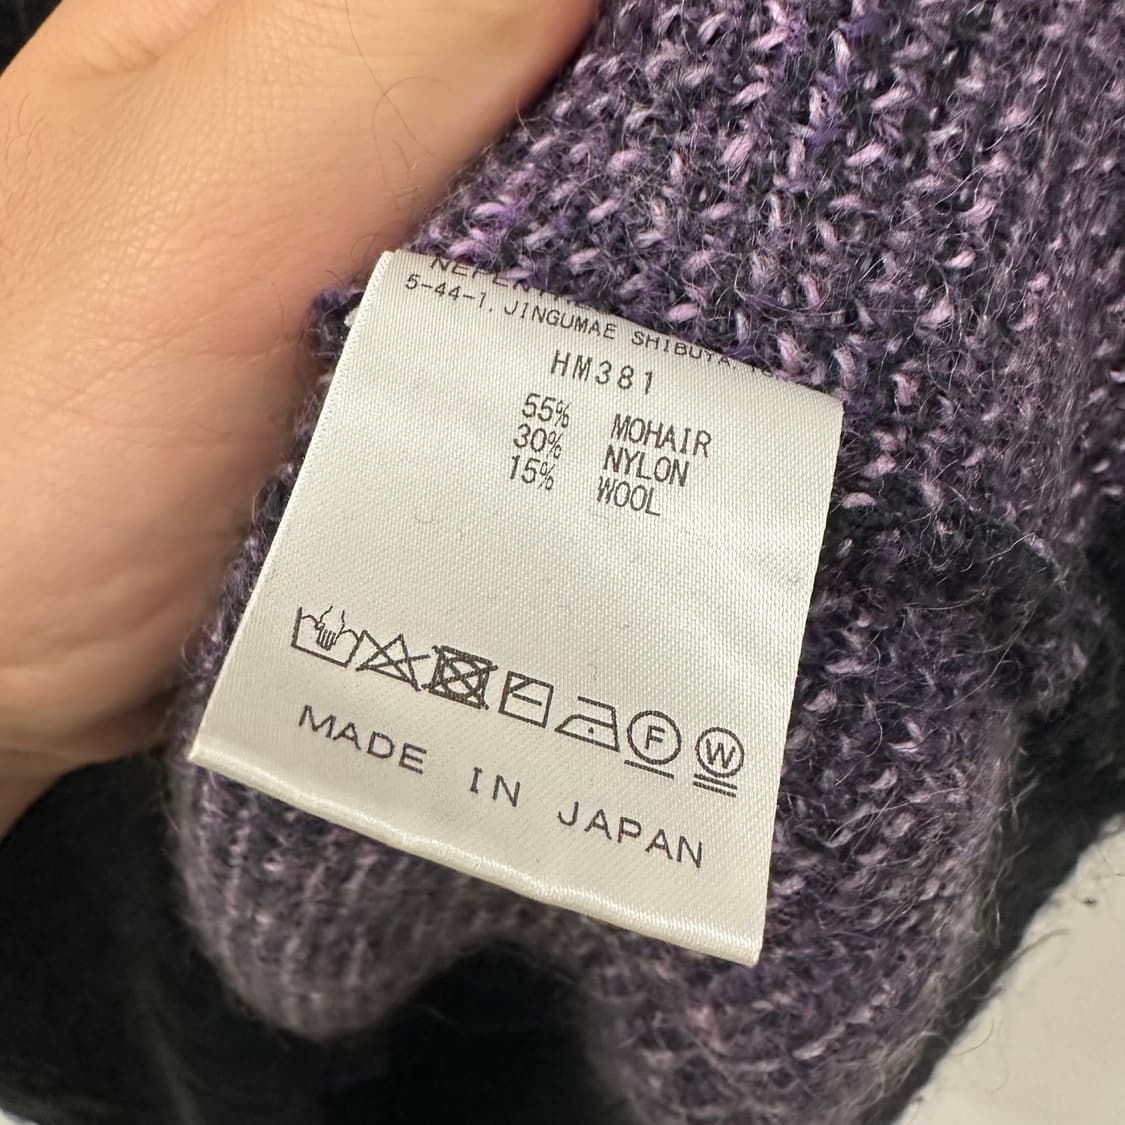 5-44-1, JINGUMAE SHIBUYA
HM381
55% MOHAIR
30% NYLON
15% WOOL
F W
MADE IN JAPAN